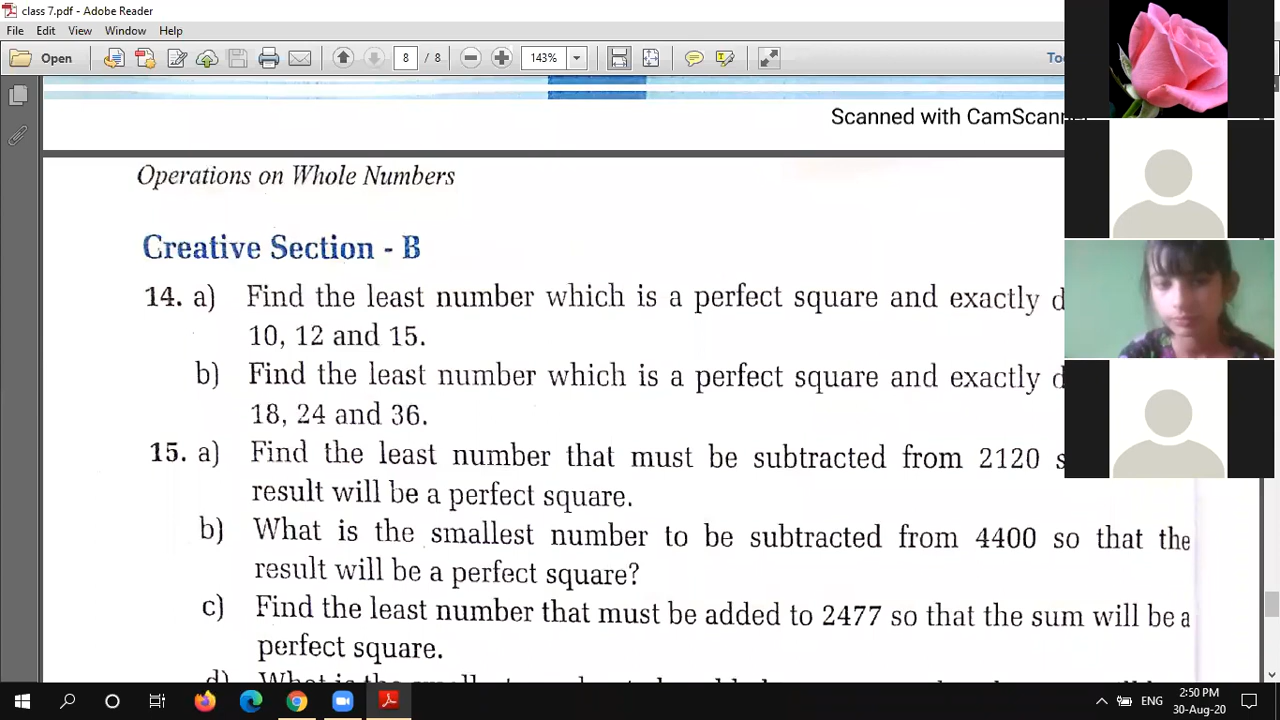 class 7.pdf - Adobe Reader
File Edit View Window Help
Open 8 / 8 143%
Scanned with
Operations on Whole Numbers
Creative Section - B
14. a) Find the least number which is a perfect square and exactly
10, 12 and 15.
b) Find the least number which is a perfect square and exactly
18, 24 and 36.
15. a) Find the least number that must be subtracted from 2120
result will be a perfect square.
b) What is the smallest number to be subtracted from 4400 so that the
result will be a perfect square?
c) Find the least number that must be added to 2477 so that the sum will be a
perfect square.
ENG
2:50 PM
30-Aug-20